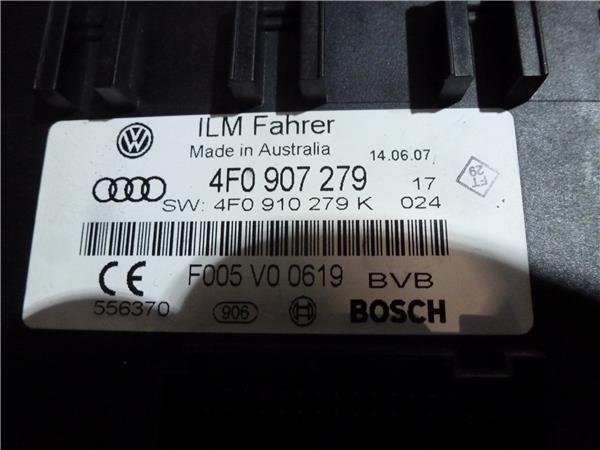 ILM Fahrer
Made in Australia 14.06.07
4F0 907 279 17
SW: 4F0 910 279 K 024
FT 29
F005 V0 0619 BVB
CE
556370 906 BOSCH